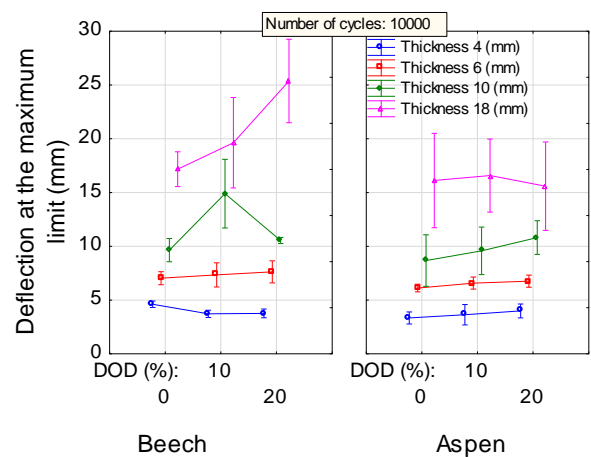 Number of cycles: 10000
Deflection at the maximum
limit (mm)
30
25
20
15
10
5
0
Thickness 4 (mm)
Thickness 6 (mm)
Thickness 10 (mm)
Thickness 18 (mm)
DOD (%): 10 10
0 20 0 20
Beech Aspen